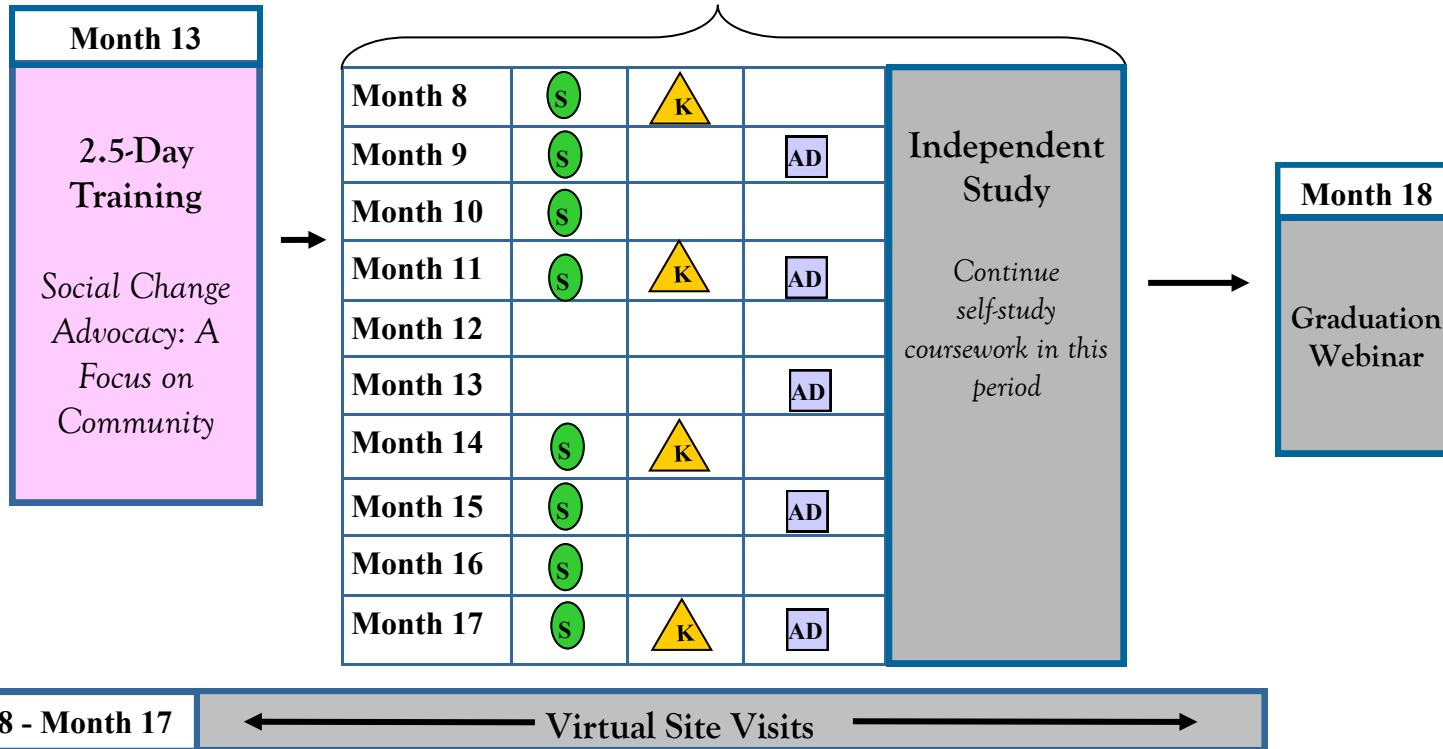 Month 13
2.5-Day
Training
Social Change
Advocacy: A
Focus on
Community
Month 8 S K
Month 9 S AD
Month 10 S
Month 11 S K AD
Month 12
Month 13 AD
Month 14 S K
Month 15 S AD
Month 16 S
Month 17 S K AD
Independent
Study
Continue
self-study
coursework in this
period
Month 18
Graduation
Webinar
8 - Month 17
Virtual Site Visits